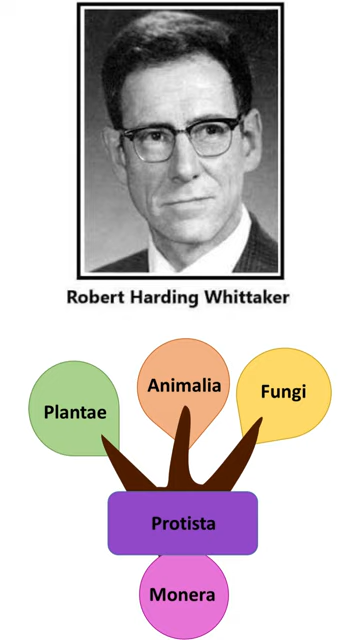 Robert Harding Whittaker
Plantae
Animalia
Fungi
Protista
Monera